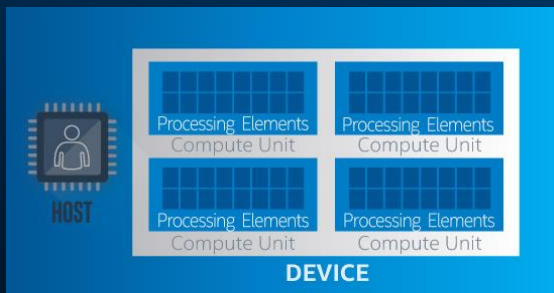 Processing Elements
Compute Unit
Processing Elements
Compute Unit
HOST
Processing Elements
Compute Unit
Processing Elements
Compute Unit
DEVICE